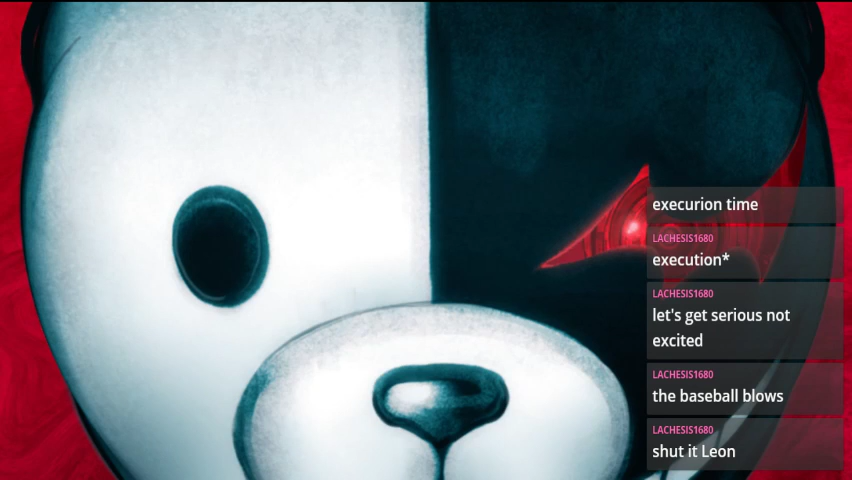 execurion time
LACHESIS1680
execution*
LACHESIS1680
let's get serious not
excited
LACHESIS1680
the baseball blows
LACHESIS1680
shut it Leon